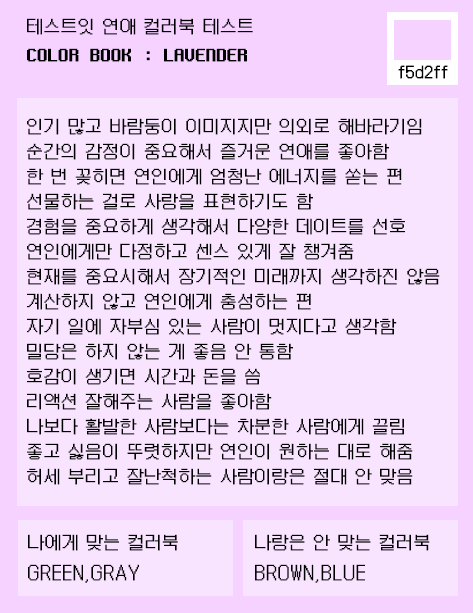 테스트잇 연애 컬러북 테스트
COLOR BOOK : LAVENDER
f5d2ff
인기 많고 바람둥이 이미지지만 의외로 해바라기임
순간의 감정이 중요해서 즐거운 연애를 좋아함
한 번 꽂히면 연인에게 엄청난 에너지를 쏟는 편
선물하는 걸로 사랑을 표현하기도 함
경험을 중요하게 생각해서 다양한 데이트를 선호
연인에게만 다정하고 센스 있게 잘 챙겨줌
현재를 중요시해서 장기적인 미래까지 생각하진 않음
계산하지 않고 연인에게 충성하는 편
자기 일에 자부심 있는 사람이 멋지다고 생각함
밀당은 하지 않는 게 좋음 안 통함
호감이 생기면 시간과 돈을 씀
리액션 잘해주는 사람을 좋아함
나보다 활발한 사람보다는 차분한 사람에게 끌림
좋고 싫음이 뚜렷하지만 연인이 원하는 대로 해줌
허세 부리고 잘난척하는 사람이랑은 절대 안 맞음
나에게 맞는 컬러북
GREEN,GRAY
나랑은 안 맞는 컬러북
BROWN,BLUE